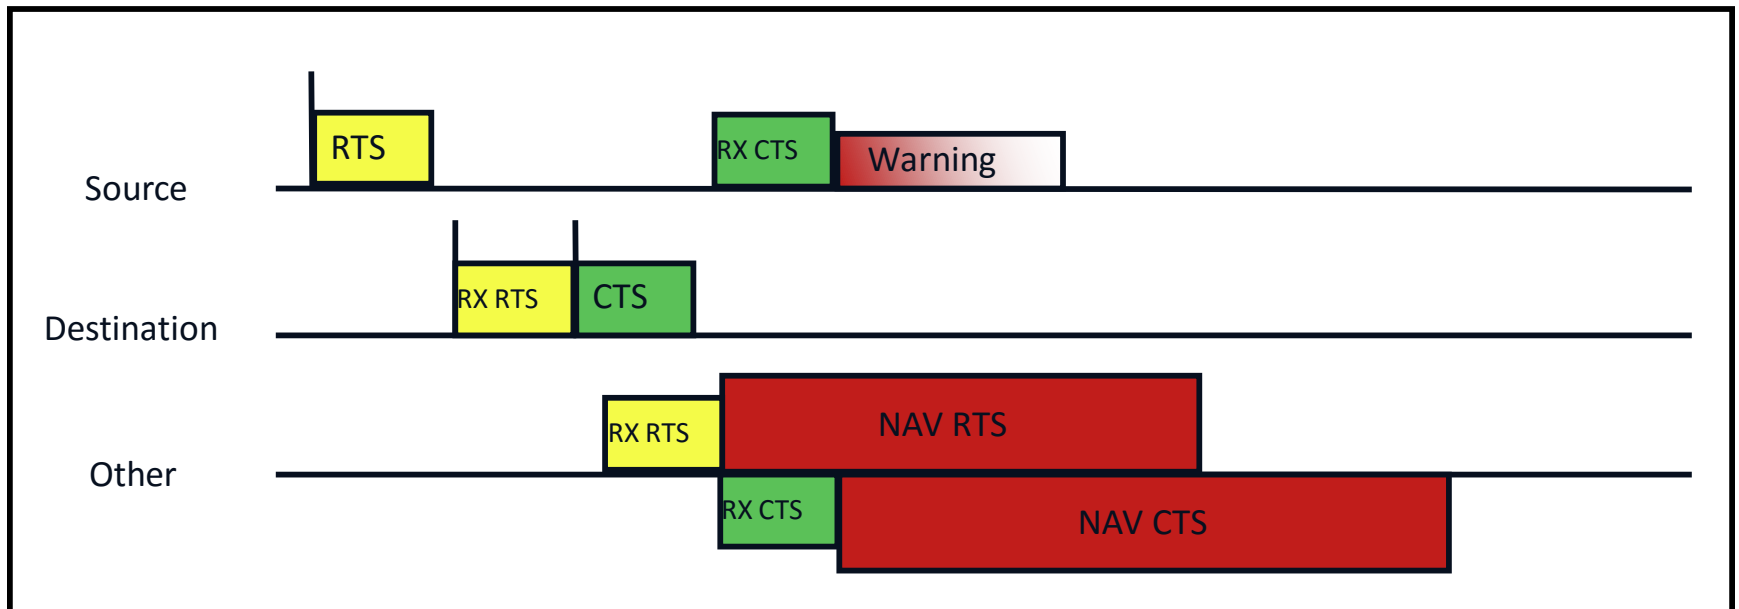 RTS
RX CTS
Warning
Source
RX RTS
CTS
Destination
RX RTS
NAV RTS
Other
RX CTS
NAV CTS